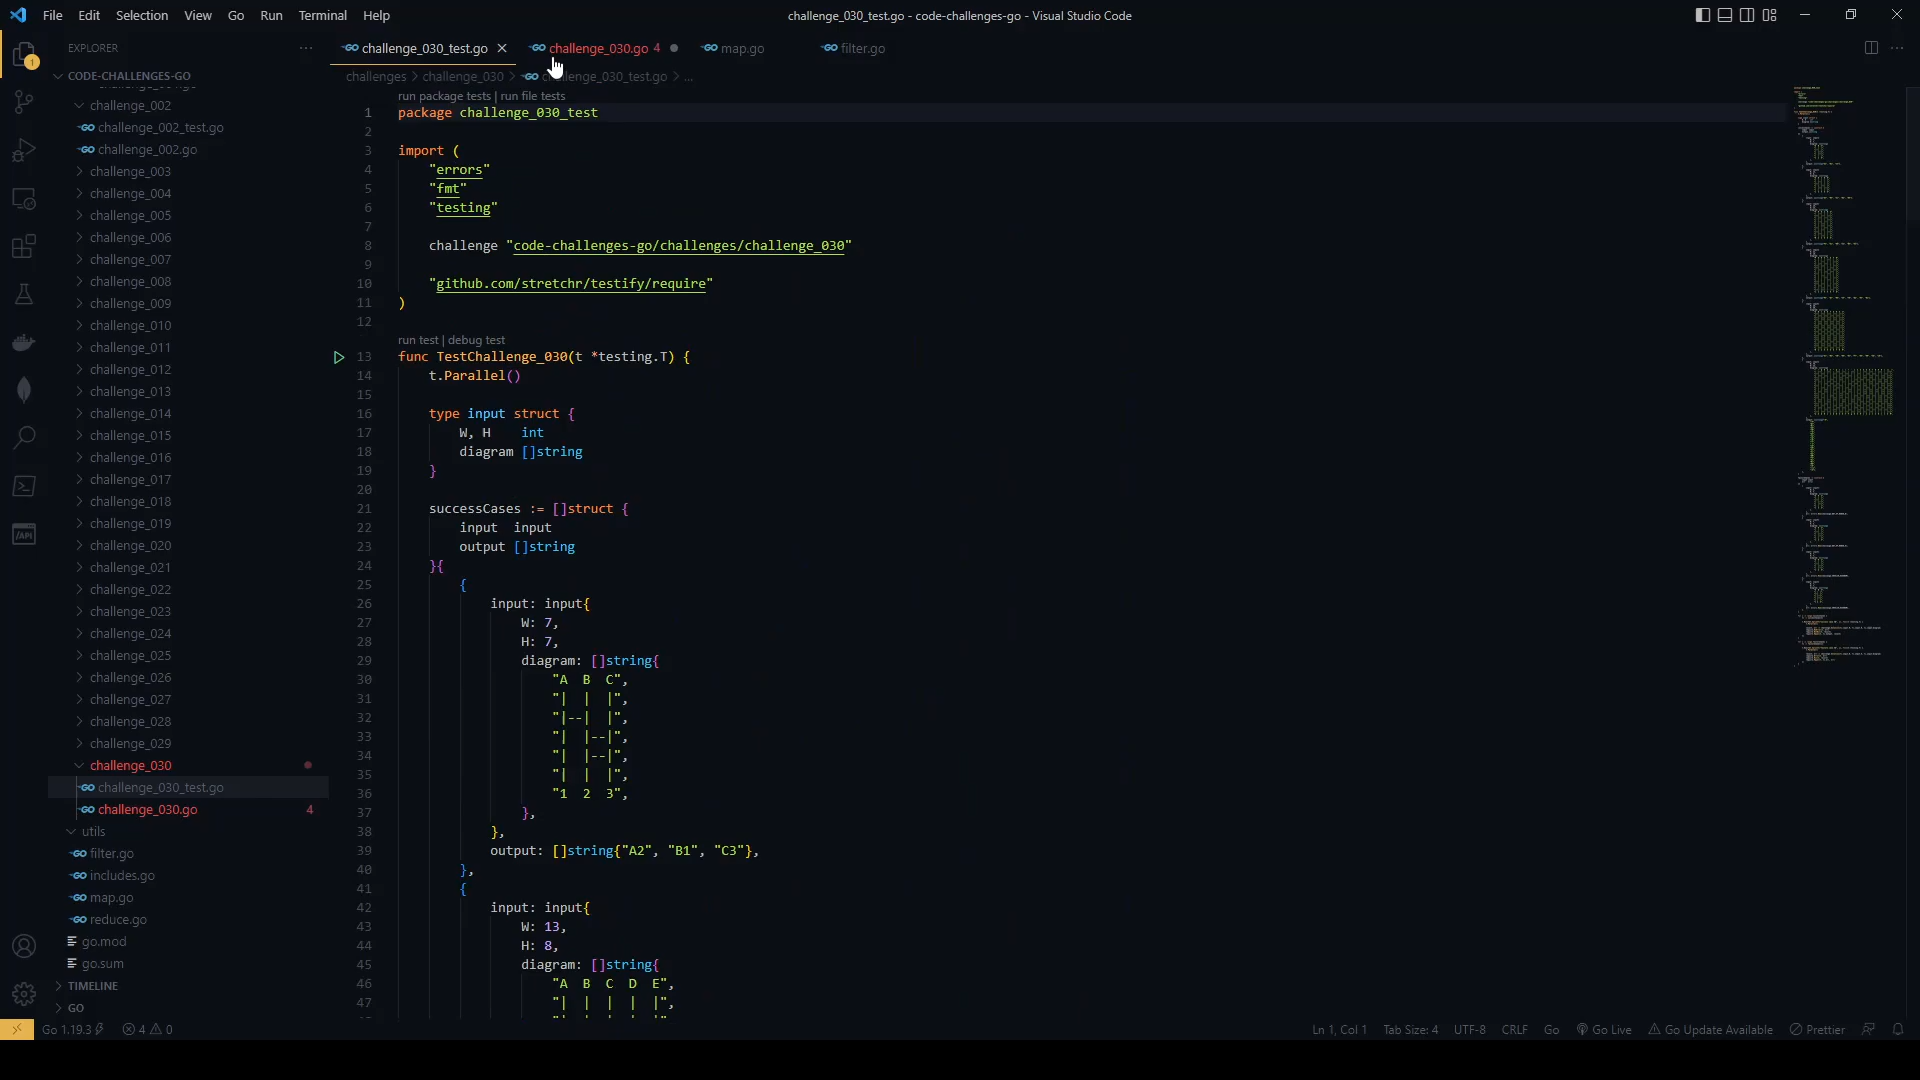 File Edit Selection View Go Run Terminal Help
challenge_030_test.go - code-challenges-go - Visual Studio Code
EXPLORER
challenge_030_test.go
challenge_030.go 4
map.go
filter.go
CODE-CHALLENGES-GO
challenges > challenge_030 > challenge_030_test.go > ...
challenge_002
challenge_002_test.go
challenge_002.go
challenge_003
challenge_004
challenge_005
challenge_006
challenge_007
challenge_008
challenge_009
challenge_010
challenge_011
challenge_012
challenge_013
challenge_014
challenge_015
challenge_016
challenge_017
challenge_018
challenge_019
challenge_020
challenge_021
challenge_022
challenge_023
challenge_024
challenge_025
challenge_026
challenge_027
challenge_028
challenge_029
challenge_030
challenge_030_test.go
challenge_030.go 4
utils
filter.go
includes.go
map.go
reduce.go
go.mod
go.sum
TIMELINE
GO
run package tests | run file tests
1 package challenge_030_test
2
3 import (
4 "errors"
5 "fmt"
6 "testing"
7
8 challenge "code-challenges-go/challenges/challenge_030"
9
10 "github.com/stretchr/testify/require"
11 )
12
run test | debug test
13 func TestChallenge_030(t *testing.T) {
14 t.Parallel()
15
16 type input struct {
17 W, H int
18 diagram []string
19 }
20
21 successCases := []struct {
22 input input
23 output []string
24 }{
25 {
26 input: input{
27 W: 7,
28 H: 7,
29 diagram: []string{
30 "A  B  C",
31 "|  |  |",
32 "|--|  |",
33 "|  |--|",
34 "|  |--|",
35 "|  |  |",
36 "1  2  3",
37 },
38 },
39 output: []string{"A2", "B1", "C3"},
40 },
41 {
42 input: input{
43 W: 13,
44 H: 8,
45 diagram: []string{
46 "A  B  C  D  E",
47 "|  |  |  |  |",
Go 1.19.3
4 0
Ln 1, Col 1
Tab Size: 4
UTF-8
CRLF
Go
Go Live
Go Update Available
Prettier